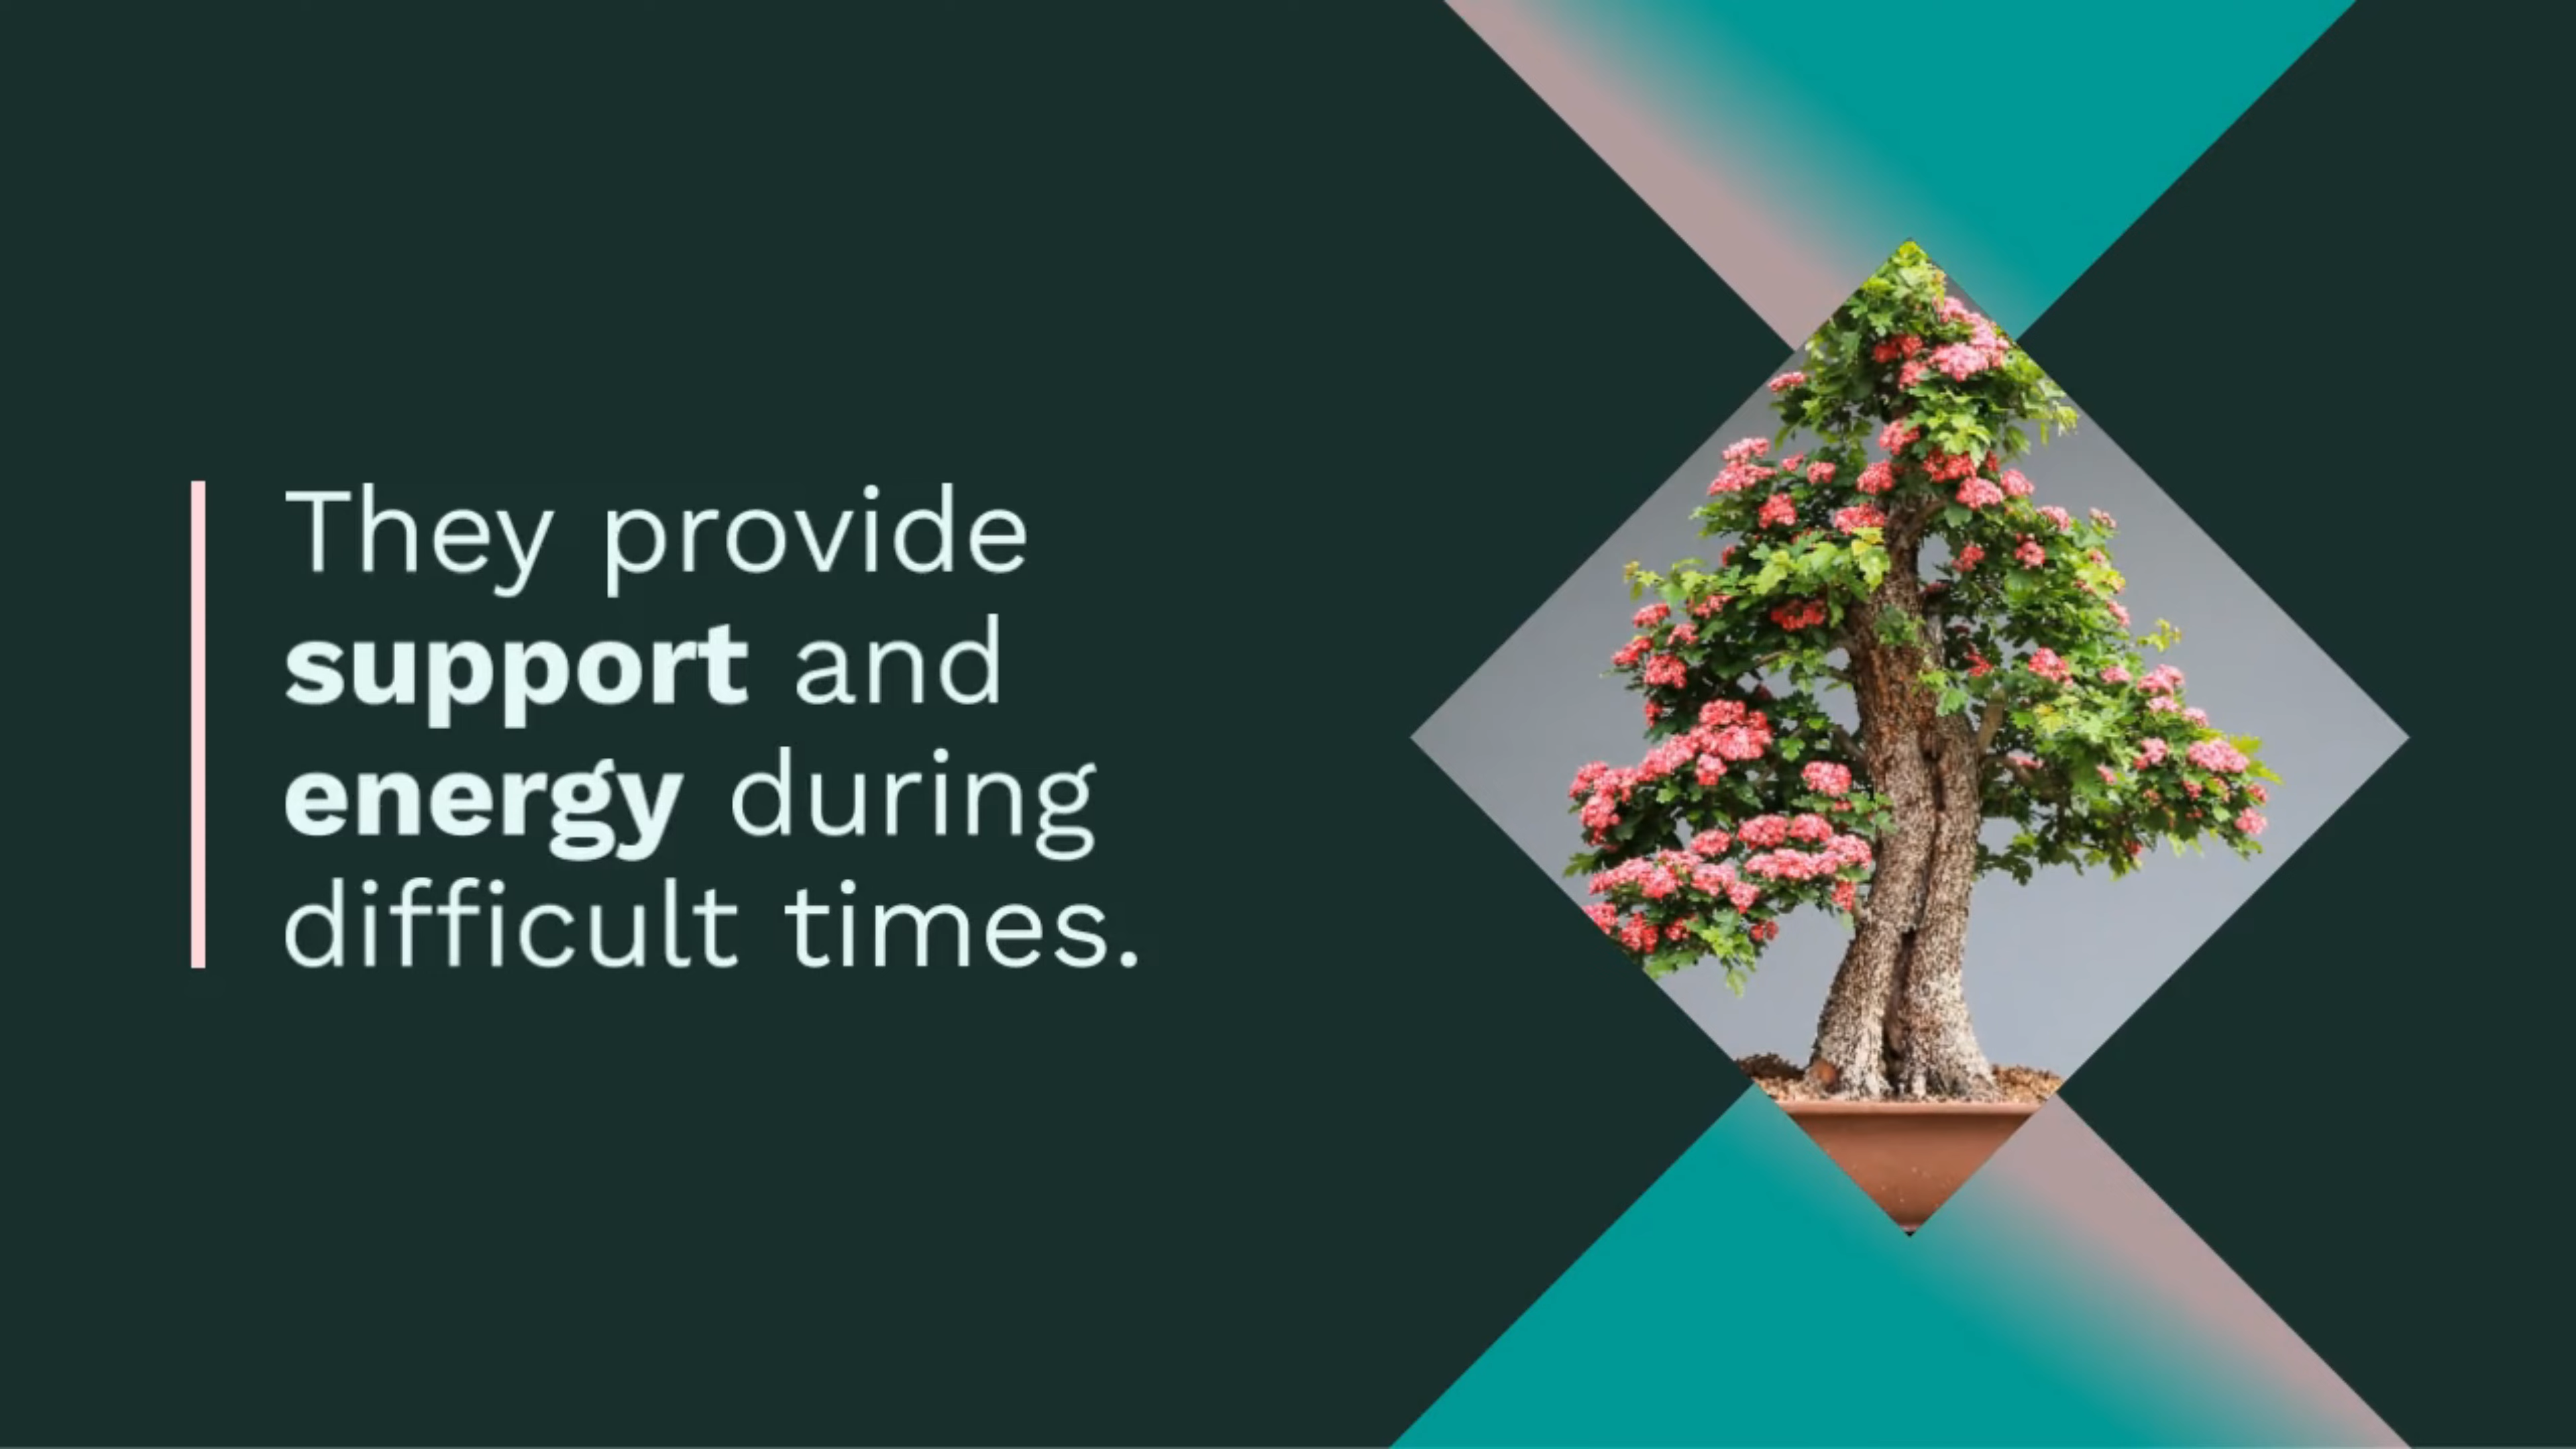 They provide
support and
energy during
difficult times.